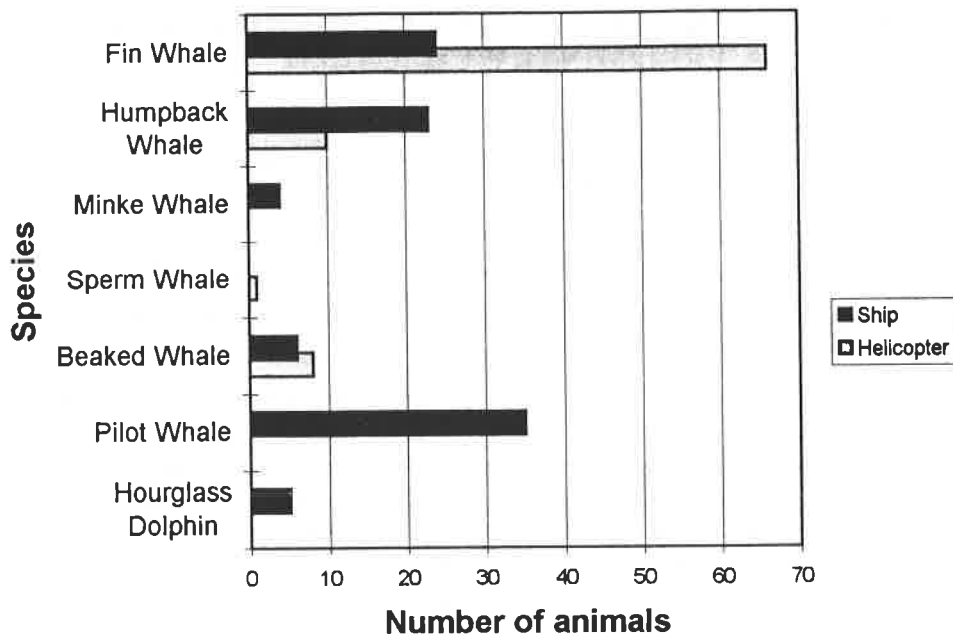 Species
Fin Whale
Humpback
Whale
Minke Whale
Sperm Whale
Beaked Whale
Pilot Whale
Hourglass
Dolphin
0 10 20 30 40 50 60 70
Number of animals
Ship
Helicopter